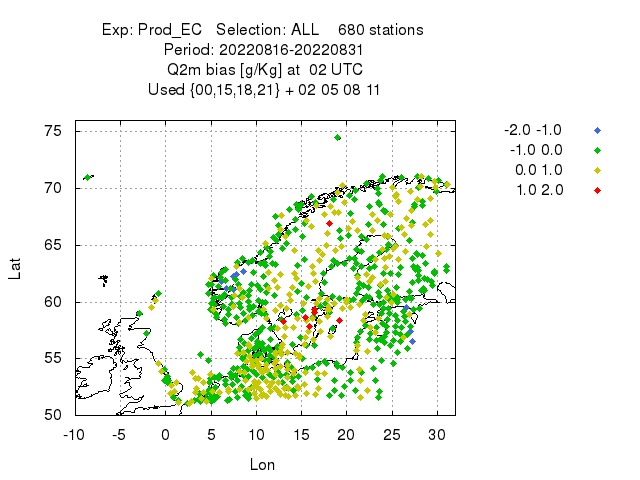 Exp: Prod_EC   Selection: ALL    680 stations
Period: 20220816-20220831
Q2m bias [g/Kg] at  02 UTC
Used {00,15,18,21} + 02 05 08 11
-2.0 -1.0
-1.0  0.0
0.0  1.0
1.0  2.0
75
70
65
60
55
50
Lat
-10 -5 0 5 10 15 20 25 30
Lon